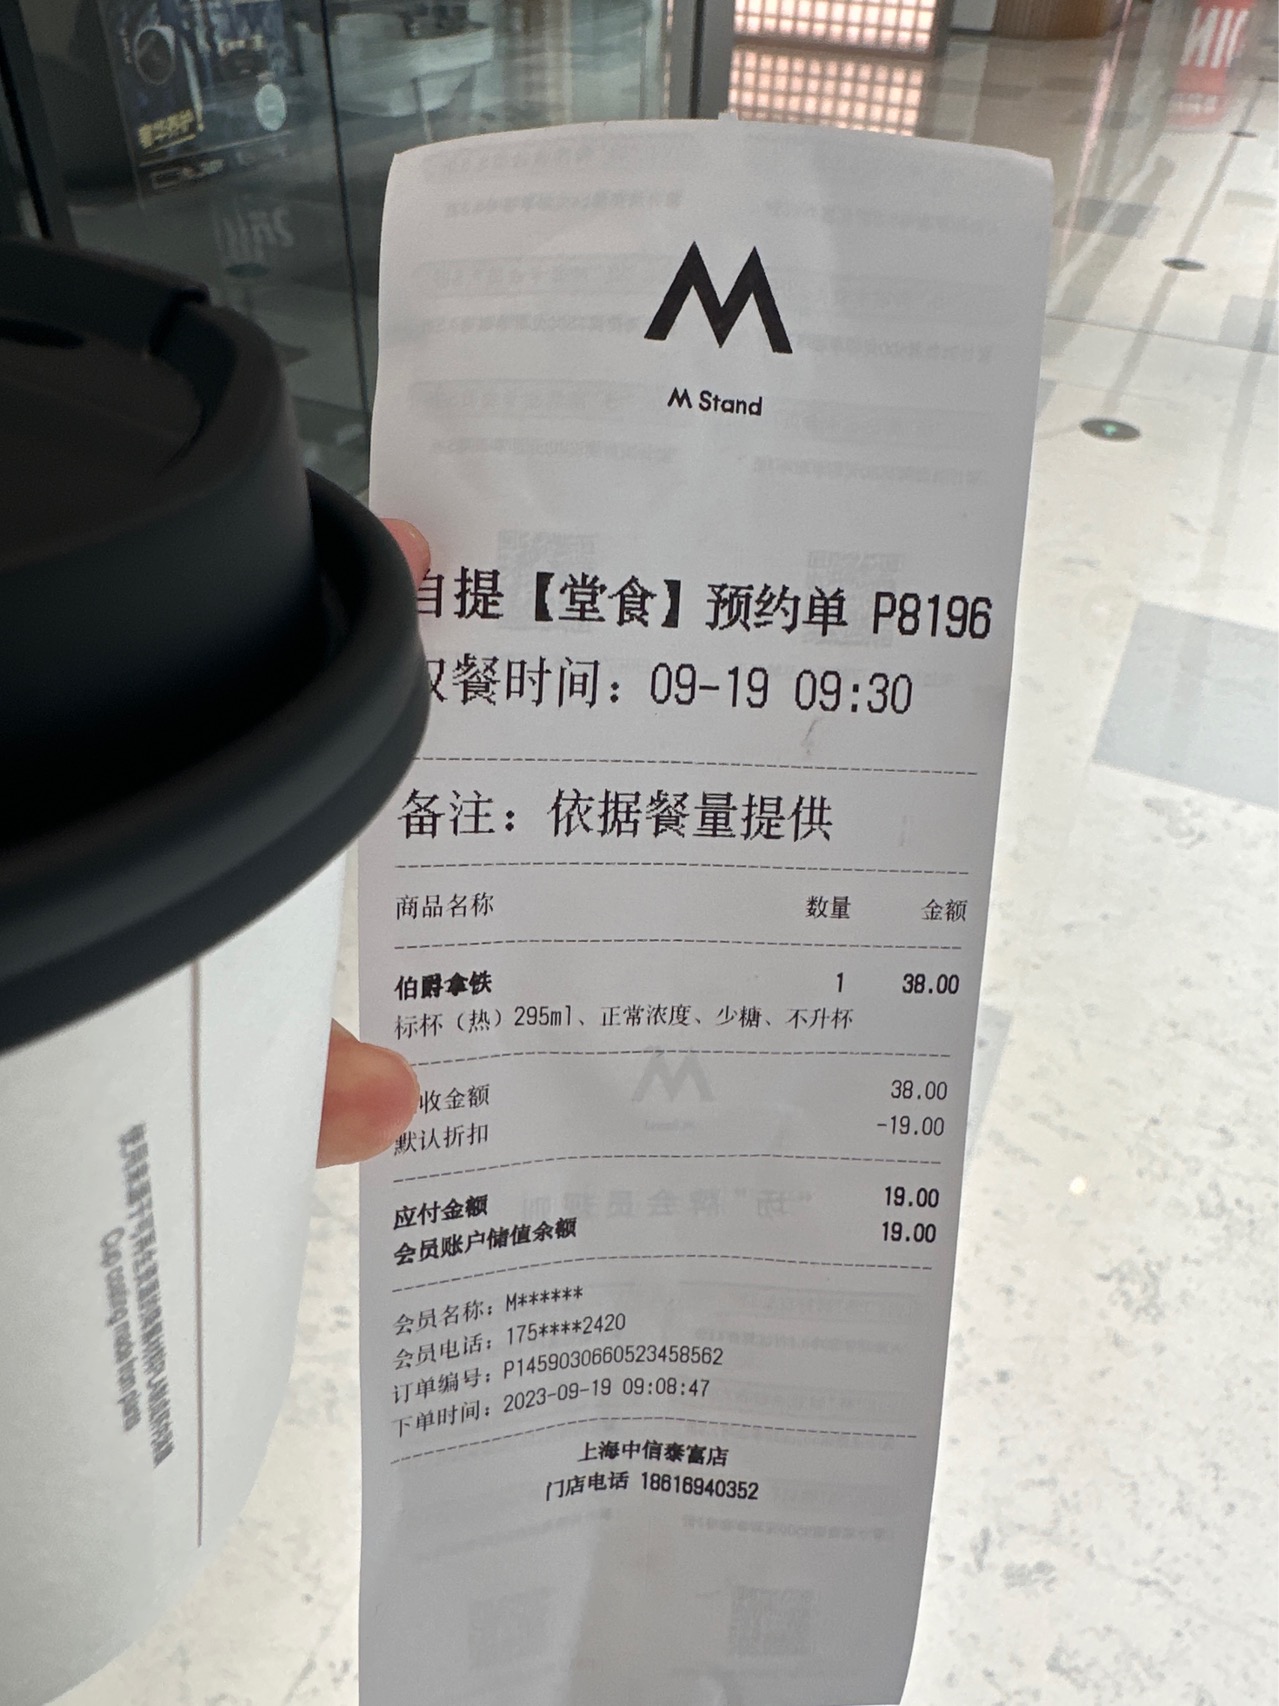 M Stand
自提【堂食】预约单 P8196
取餐时间：09-19 09:30
备注：依据餐量提供
商品名称 数量 金额
伯爵拿铁 1 38.00
标杯（热）295ml、正常浓度、少糖、不升杯
收金额 38.00
默认折扣 -19.00
应付金额 19.00
会员账户储值余额 19.00
会员名称：M******
会员电话：175****2420
订单编号：P1459030660523458562
下单时间：2023-09-19 09:08:47
上海中信泰富店
门店电话 18616940352